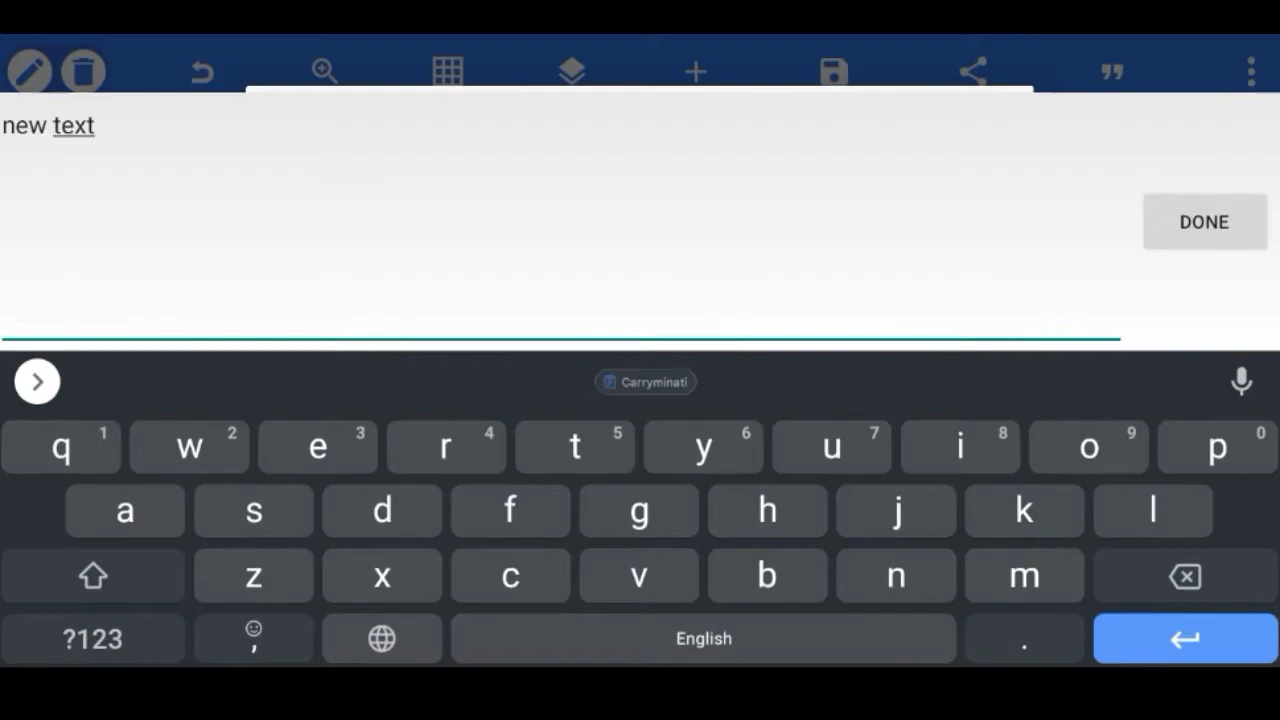 new text
DONE
Carryminati
q 1 w 2 e 3 r 4 t 5 y 6 u 7 i 8 o 9 p 0
a s d f g h j k l
z x c v b n m
?123 , English .